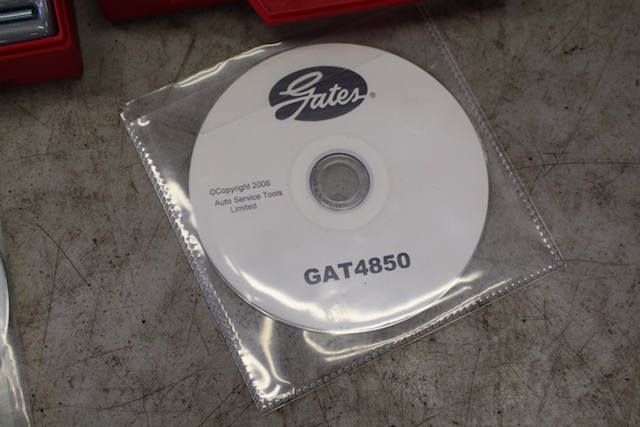 Gates®
©Copyright 2008
Auto Service Tools
Limited
GAT4850